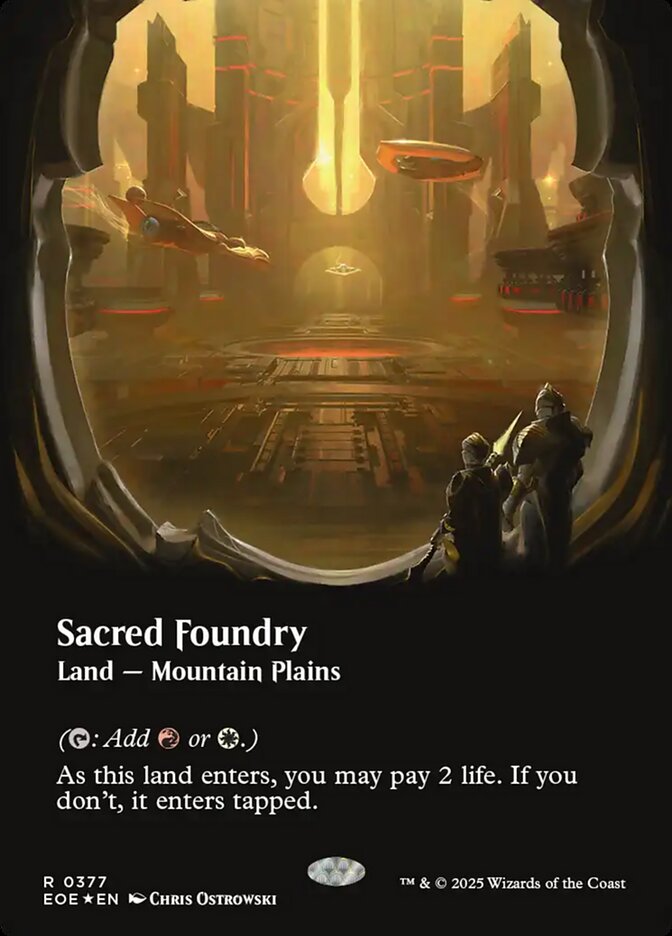 Sacred Foundry
Land — Mountain Plains
(: Add  or .)
As this land enters, you may pay 2 life. If you
don't, it enters tapped.
R 0377
EOE★EN Chris Ostrowski
™ & © 2025 Wizards of the Coast